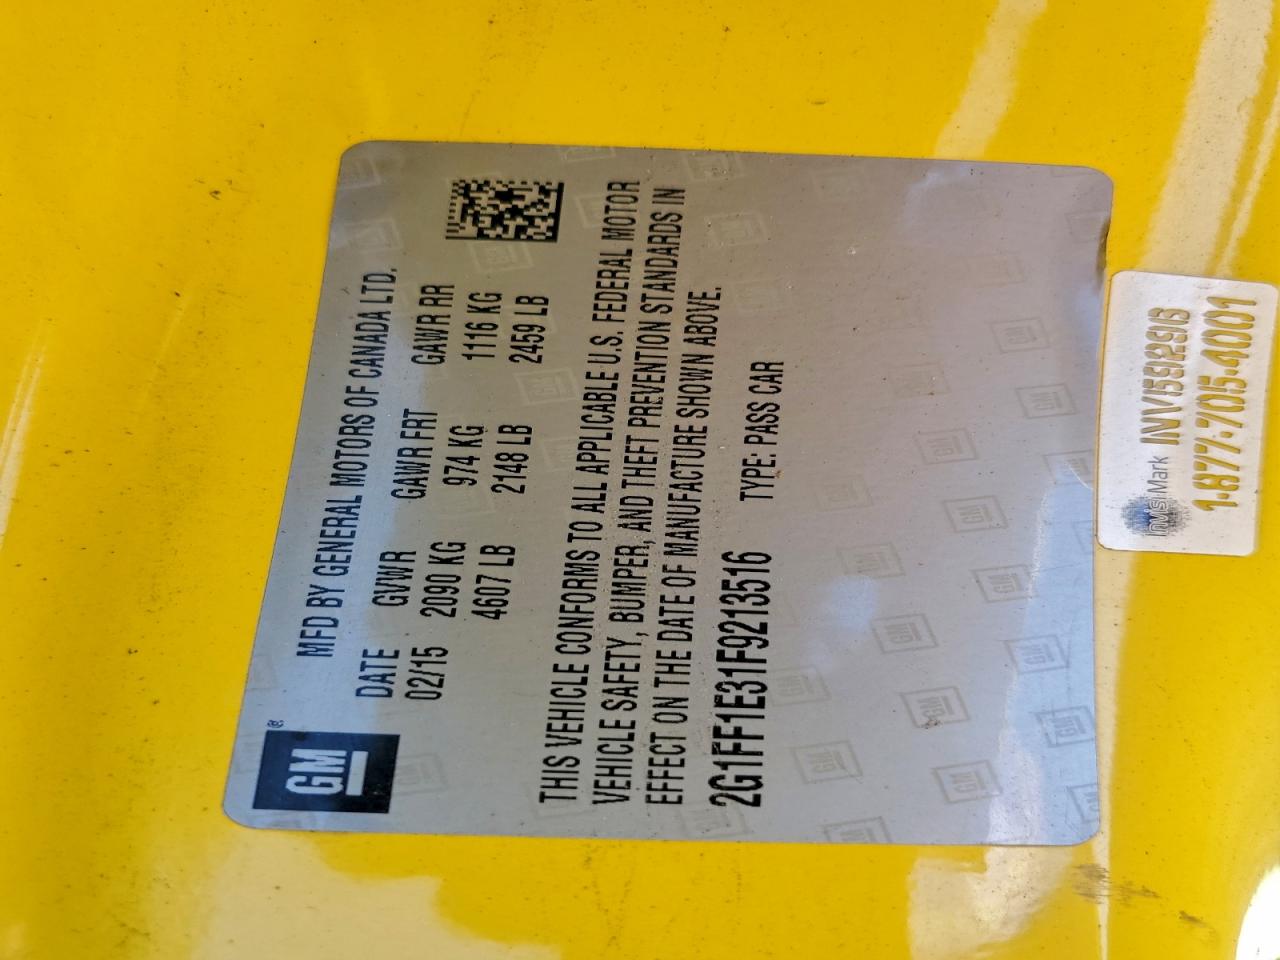 GM®
MFD BY GENERAL MOTORS OF CANADA LTD.
DATE GVWR GAWR FRT GAWR RR
02/15 2090 KG 974 KG 1116 KG
4607 LB 2148 LB 2459 LB
THIS VEHICLE CONFORMS TO ALL APPLICABLE U.S. FEDERAL MOTOR
VEHICLE SAFETY, BUMPER, AND THEFT PREVENTION STANDARDS IN
EFFECT ON THE DATE OF MANUFACTURE SHOWN ABOVE.
2G1FF1E31F9213516 TYPE: PASS CAR
InvisiMark
1-877-705-4001